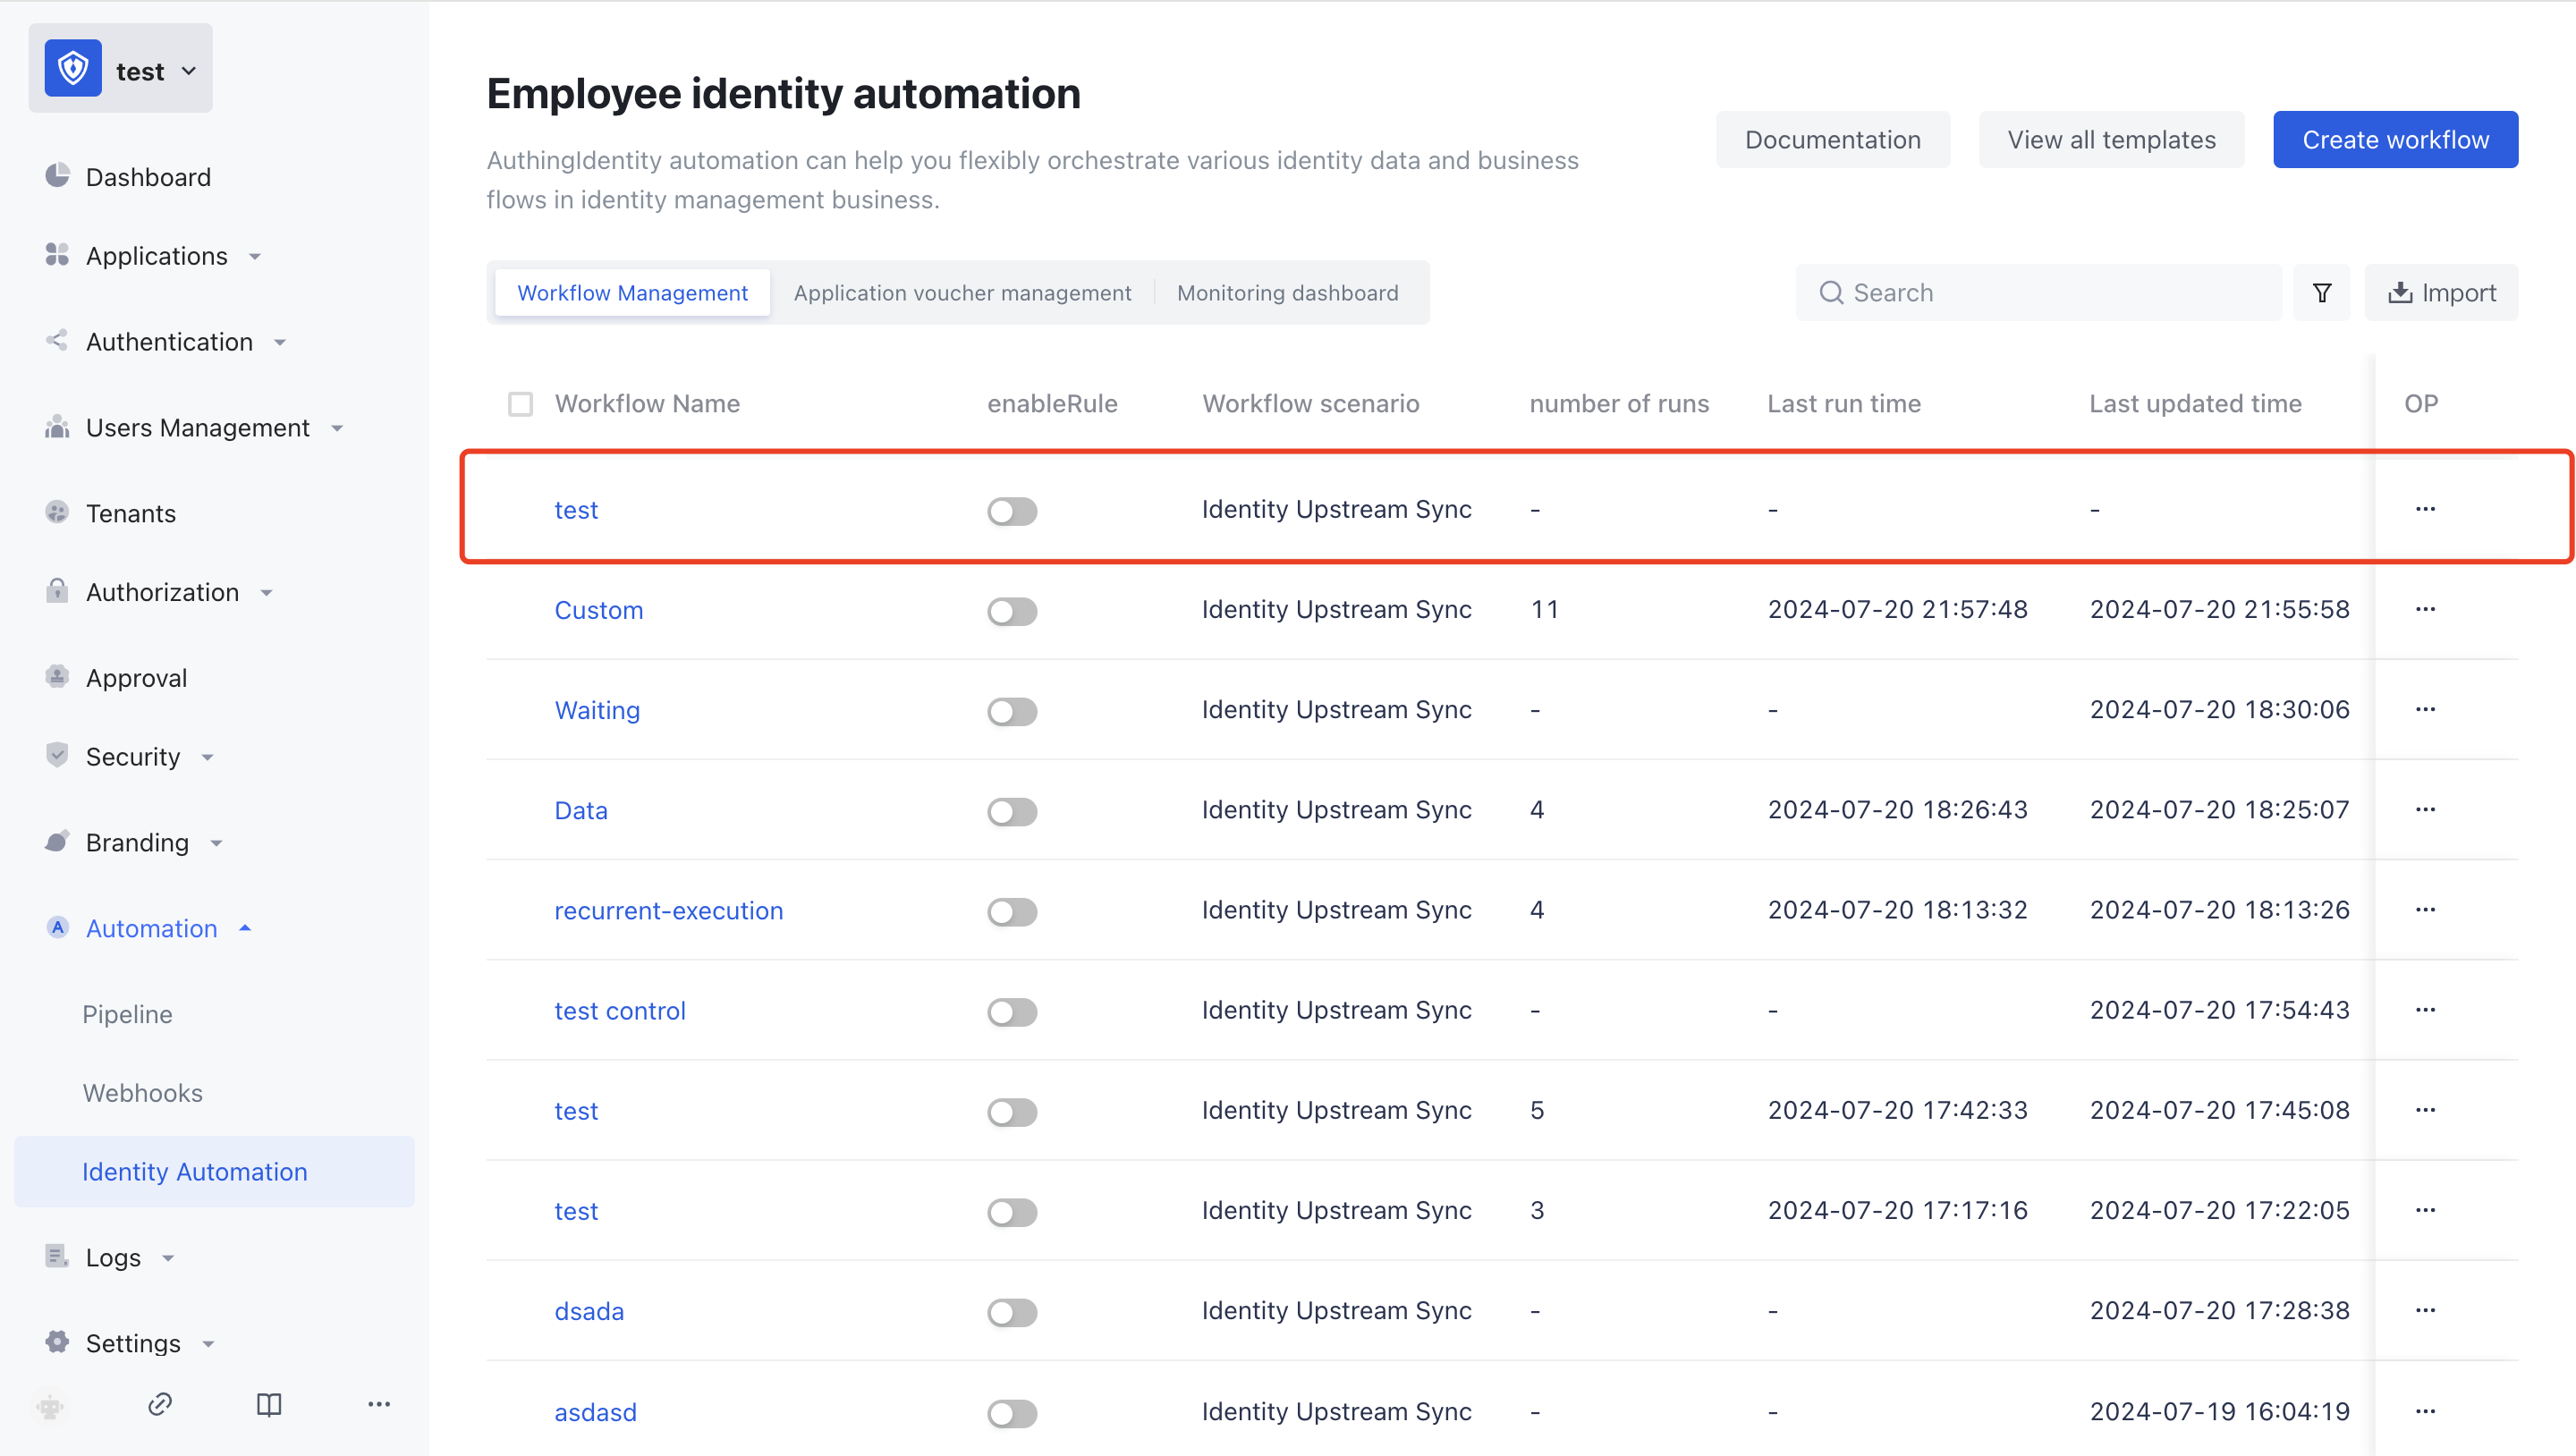 test
Dashboard
Applications
Authentication
Users Management
Tenants
Authorization
Approval
Security
Branding
A Automation
Pipeline
Webhooks
Identity Automation
Logs
Settings
Employee identity automation
AuthingIdentity automation can help you flexibly orchestrate various identity data and business
flows in identity management business.
Documentation View all templates Create workflow
Workflow Management Application voucher management Monitoring dashboard
Search Import
Workflow Name enableRule Workflow scenario number of runs Last run time Last updated time OP
test Identity Upstream Sync - - - ...
Custom Identity Upstream Sync 11 2024-07-20 21:57:48 2024-07-20 21:55:58 ...
Waiting Identity Upstream Sync - - 2024-07-20 18:30:06 ...
Data Identity Upstream Sync 4 2024-07-20 18:26:43 2024-07-20 18:25:07 ...
recurrent-execution Identity Upstream Sync 4 2024-07-20 18:13:32 2024-07-20 18:13:26 ...
test control Identity Upstream Sync - - 2024-07-20 17:54:43 ...
test Identity Upstream Sync 5 2024-07-20 17:42:33 2024-07-20 17:45:08 ...
test Identity Upstream Sync 3 2024-07-20 17:17:16 2024-07-20 17:22:05 ...
dsada Identity Upstream Sync - - 2024-07-20 17:28:38 ...
asdasd Identity Upstream Sync - - 2024-07-19 16:04:19 ...